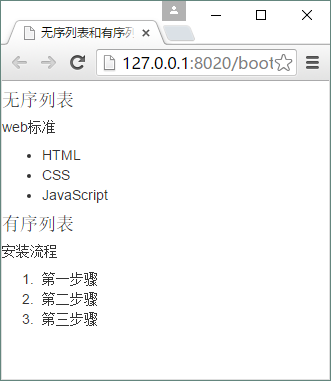 无序列表和有序列
127.0.0.1:8020/boot
无序列表
web标准
HTML
CSS
JavaScript
有序列表
安装流程
1. 第一步骤
2. 第二步骤
3. 第三步骤